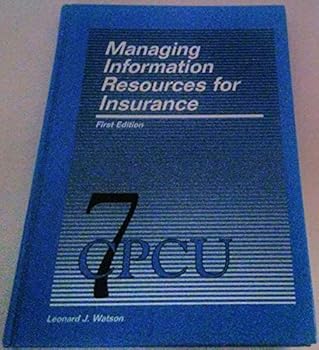 Managing
Information
Resources for
Insurance
First Edition
7
CPCU
Leonard J. Watson